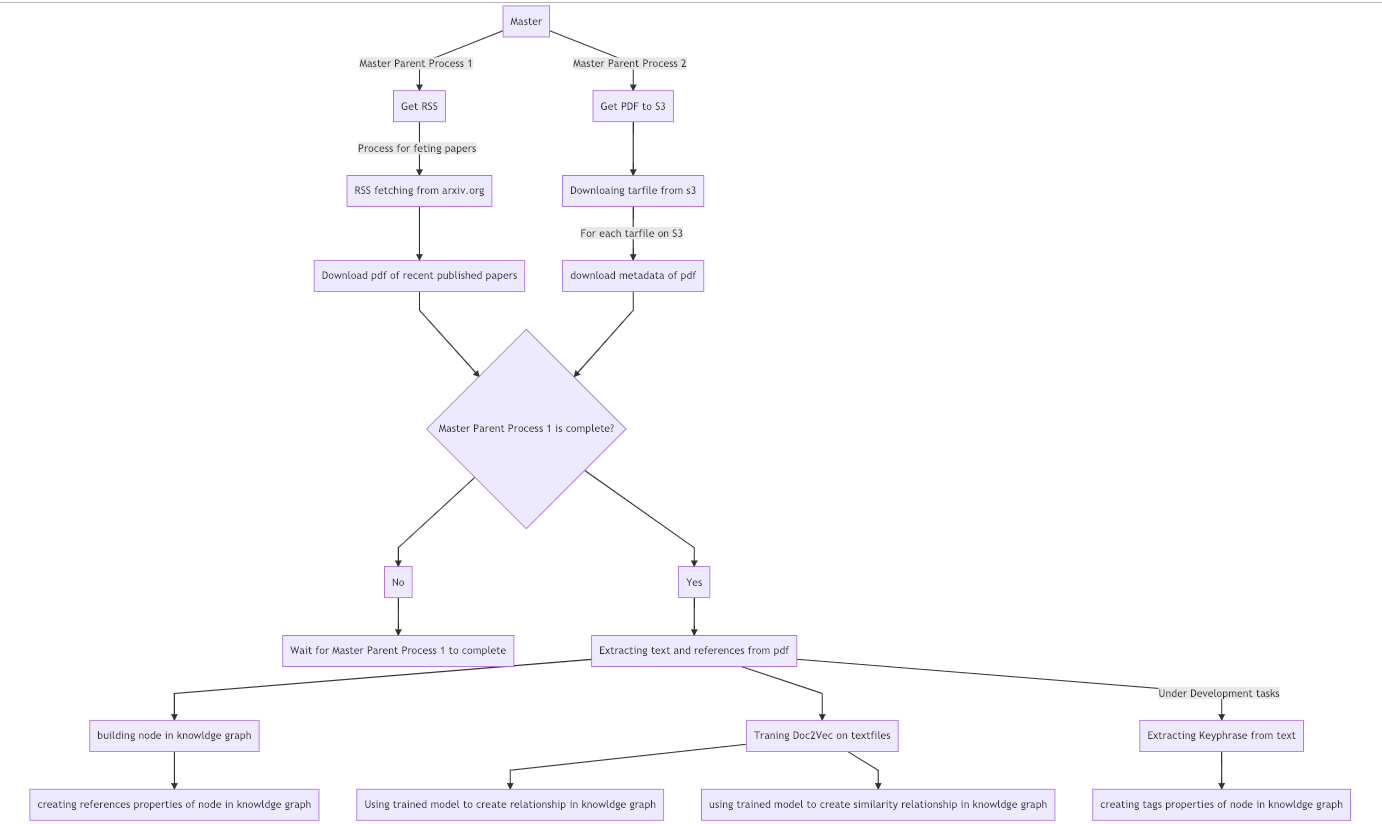 Master
Master Parent Process 1
Master Parent Process 2
Get RSS
Get PDF to S3
Process for feting papers
RSS fetching from arxiv.org
Downloaing tarfile from s3
For each tarfile on S3
Download pdf of recent published papers
download metadata of pdf
Master Parent Process 1 is complete?
No
Yes
Wait for Master Parent Process 1 to complete
Extracting text and references from pdf
Under Development tasks
building node in knowldge graph
Traning Doc2Vec on textfiles
Extracting Keyphrase from text
creating references properties of node in knowldge graph
Using trained model to create relationship in knowldge graph
using trained model to create similarity relationship in knowldge graph
creating tags properties of node in knowldge graph